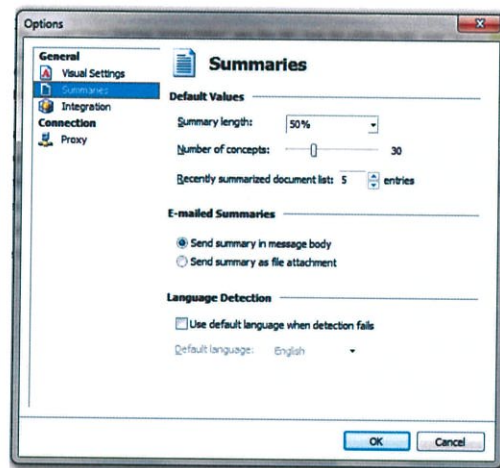 Options
General
Visual Settings
Summaries
Integration
Connection
Proxy
Summaries
Default Values
Summary length: 50%
Number of concepts: 30
Recently summarized document list: 5 entries
E-mailed Summaries
Send summary in message body
Send summary as file attachment
Language Detection
Use default language when detection fails
Default language: English
OK Cancel